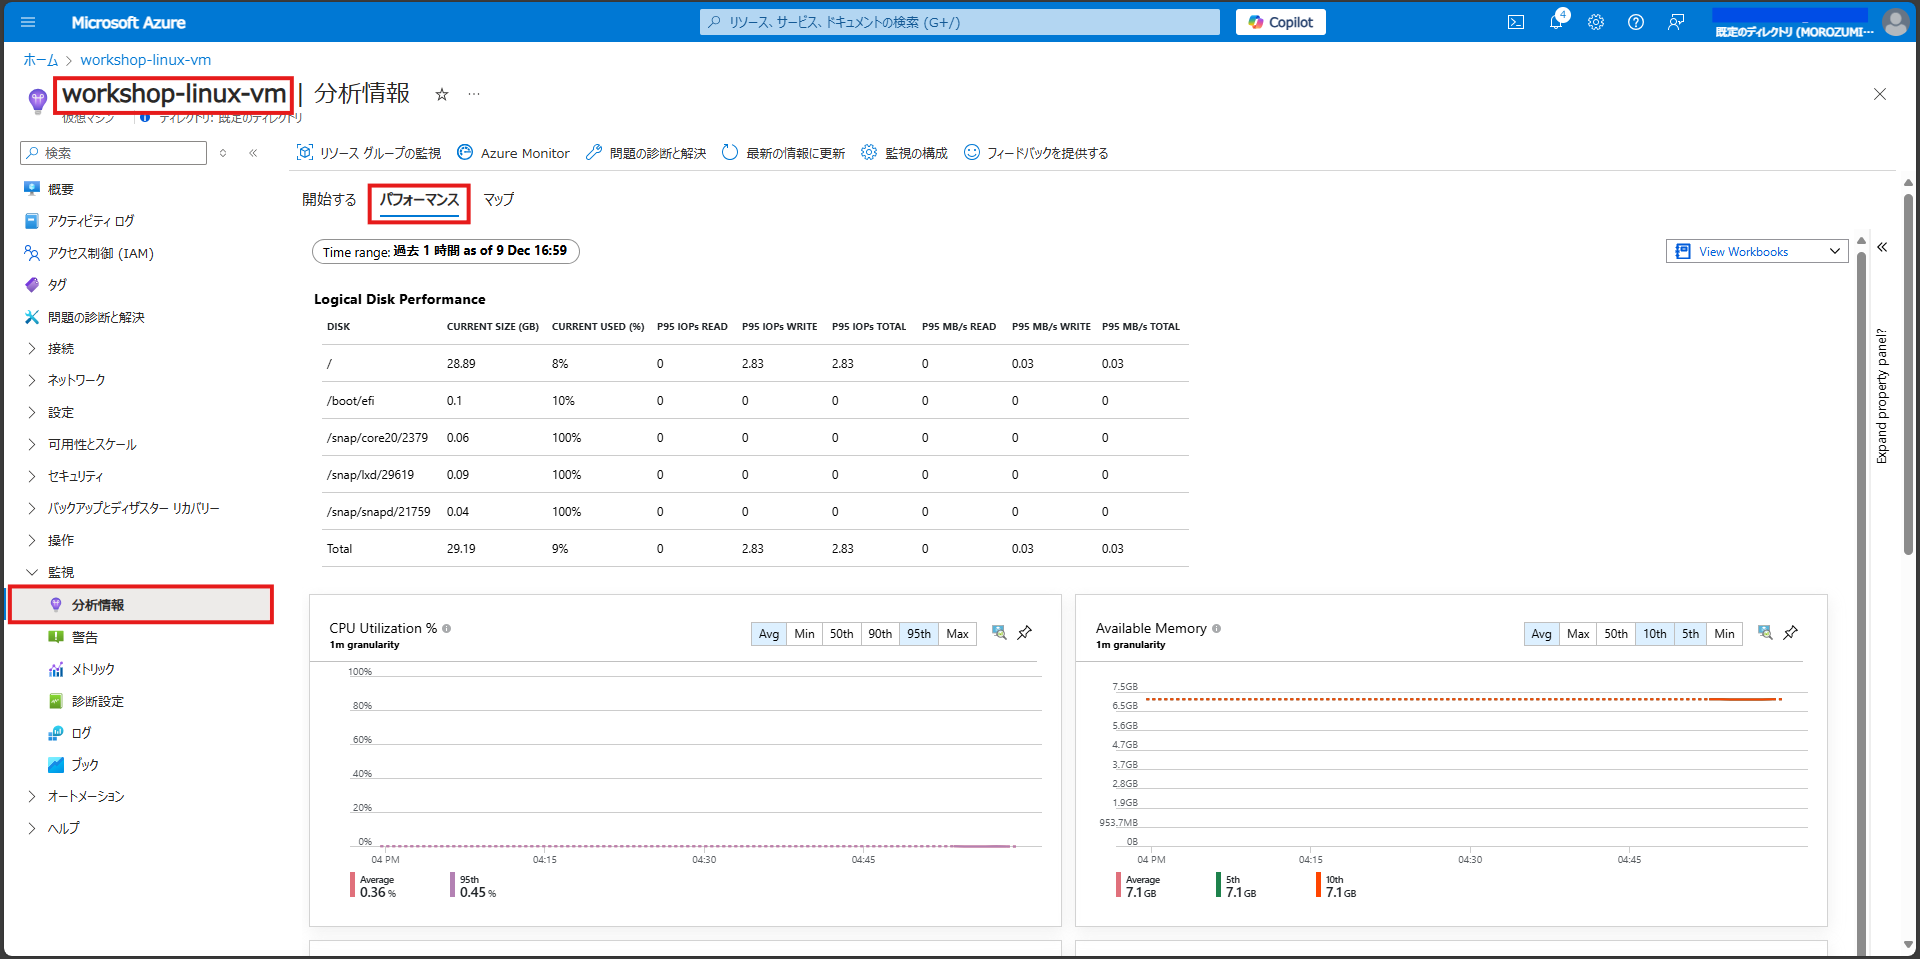 Microsoft Azure
リソース、サービス、ドキュメントの検索 (G+/)
Copilot
4
既定のディレクトリ (MOROZUMI...
ホーム > workshop-linux-vm
workshop-linux-vm | 分析情報
仮想マシン
ディレクトリ: 既定のディレクトリ
検索
概要
アクティビティ ログ
アクセス制御 (IAM)
タグ
問題の診断と解決
接続
ネットワーク
設定
可用性とスケール
セキュリティ
バックアップとディザスター リカバリー
操作
監視
分析情報
警告
メトリック
診断設定
ログ
ブック
オートメーション
ヘルプ
リソース グループの監視 Azure Monitor 問題の診断と解決 最新の情報に更新 監視の構成 フィードバックを提供する
開始する パフォーマンス マップ
Time range: 過去 1 時間 as of 9 Dec 16:59
View Workbooks
Expand property panel?
Logical Disk Performance
DISK CURRENT SIZE (GB) CURRENT USED (%) P95 IOPs READ P95 IOPs WRITE P95 IOPs TOTAL P95 MB/s READ P95 MB/s WRITE P95 MB/s TOTAL
/ 28.89 8% 0 2.83 2.83 0 0.03 0.03
/boot/efi 0.1 10% 0 0 0 0 0 0
/snap/core20/2379 0.06 100% 0 0 0 0 0 0
/snap/lxd/29619 0.09 100% 0 0 0 0 0 0
/snap/snapd/21759 0.04 100% 0 0 0 0 0 0
Total 29.19 9% 0 2.83 2.83 0 0.03 0.03
CPU Utilization %
1m granularity
Avg Min 50th 90th 95th Max
100%
80%
60%
40%
20%
0%
04 PM 04:15 04:30 04:45
Average 95th
0.36 % 0.45 %
Available Memory
1m granularity
Avg Max 50th 10th 5th Min
7.5GB
6.5GB
5.6GB
4.7GB
3.7GB
2.8GB
1.9GB
953.7MB
0B
04 PM 04:15 04:30 04:45
Average 5th 10th
7.1 GB 7.1 GB 7.1 GB